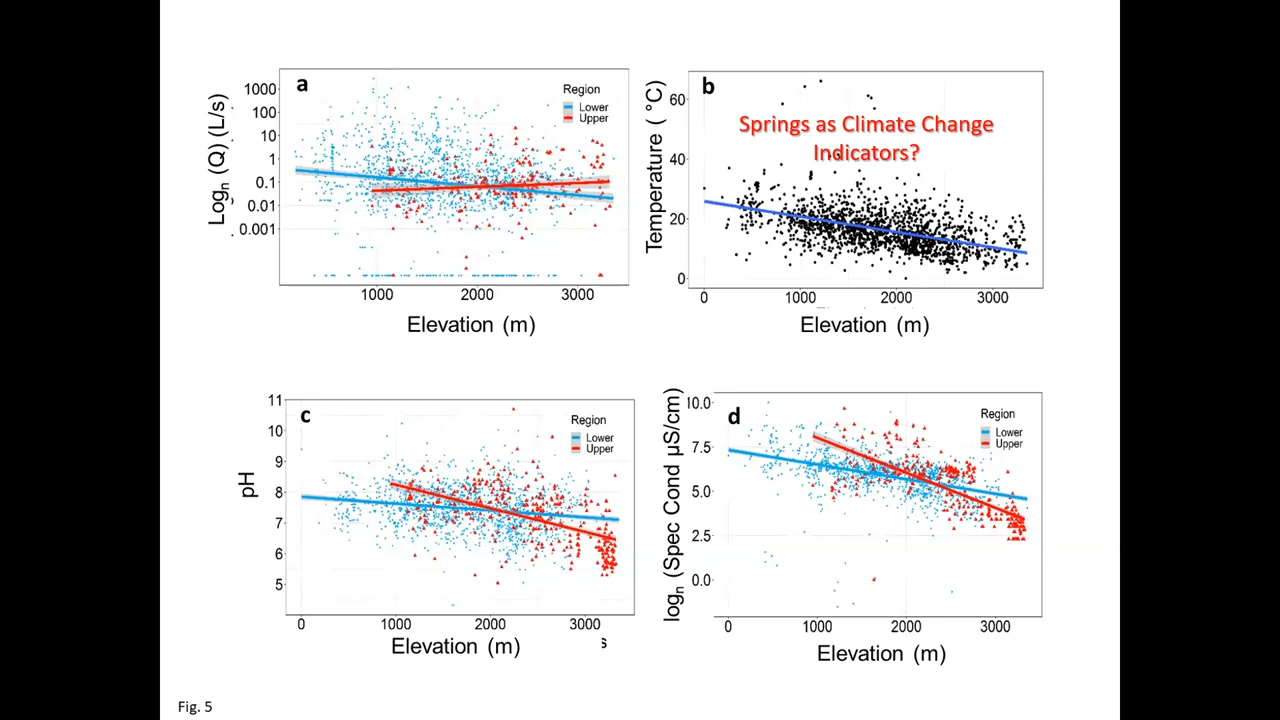 a
Region
Lower
Upper
1000
100
10
1
0.1
0.01
0.001
Logn (Q) (L/s)
1000 2000 3000
Elevation (m)
b
Springs as Climate Change
Indicators?
60
40
20
0
Temperature ( °C)
0 1000 2000 3000
Elevation (m)
c
Region
Lower
Upper
11
10
9
8
7
6
5
pH
0 1000 2000 3000
Elevation (m)
s
d
Region
Lower
Upper
10.0
7.5
5.0
2.5
0.0
logn (Spec Cond µS/cm)
0 1000 2000 3000
Elevation (m)
Fig. 5